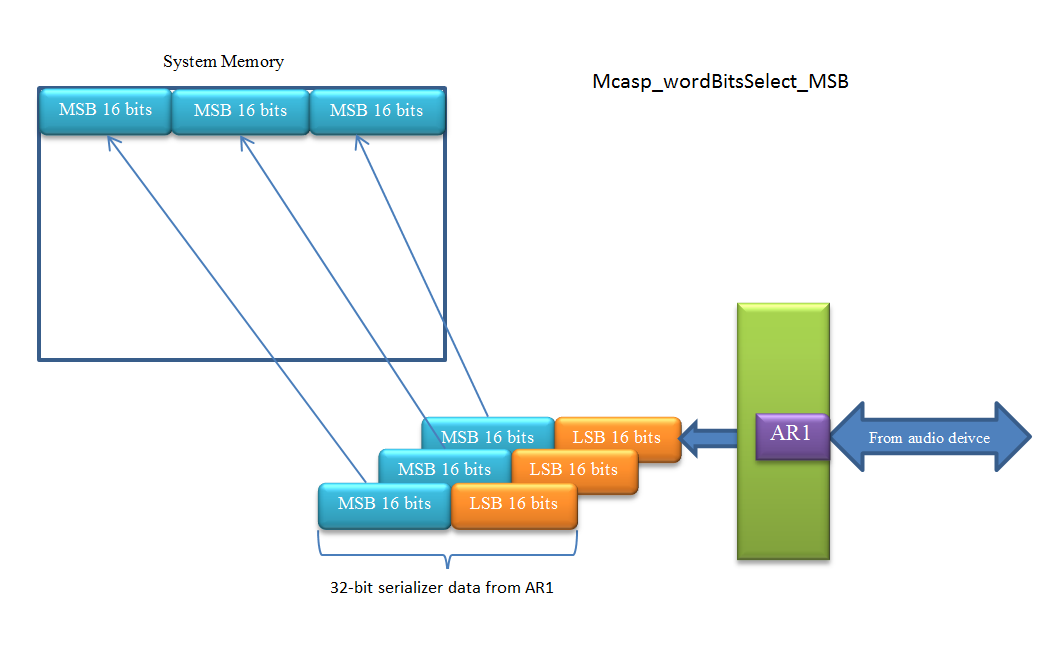 System Memory
Mcasp_wordBitsSelect_MSB
MSB 16 bits
MSB 16 bits
MSB 16 bits
MSB 16 bits
LSB 16 bits
AR1
From audio deivce
MSB 16 bits
LSB 16 bits
MSB 16 bits
LSB 16 bits
32-bit serializer data from AR1